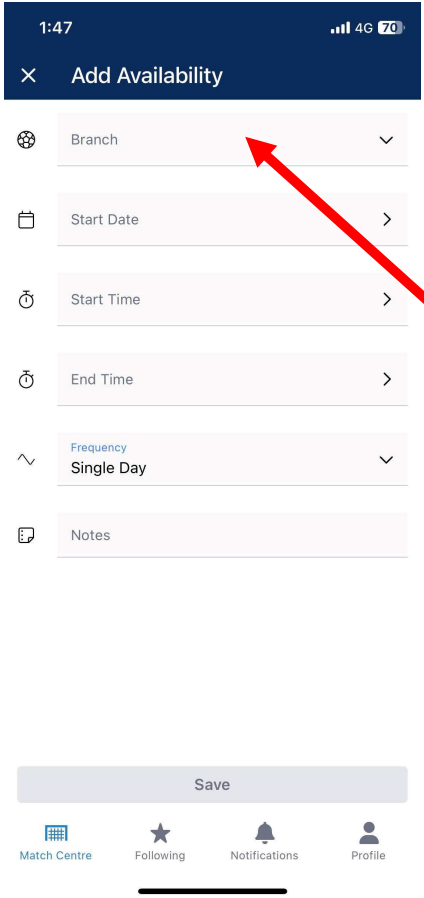 1:47 4G 70
Add Availability
Branch
Start Date
Start Time
End Time
Frequency
Single Day
Notes
Save
Match Centre Following Notifications Profile